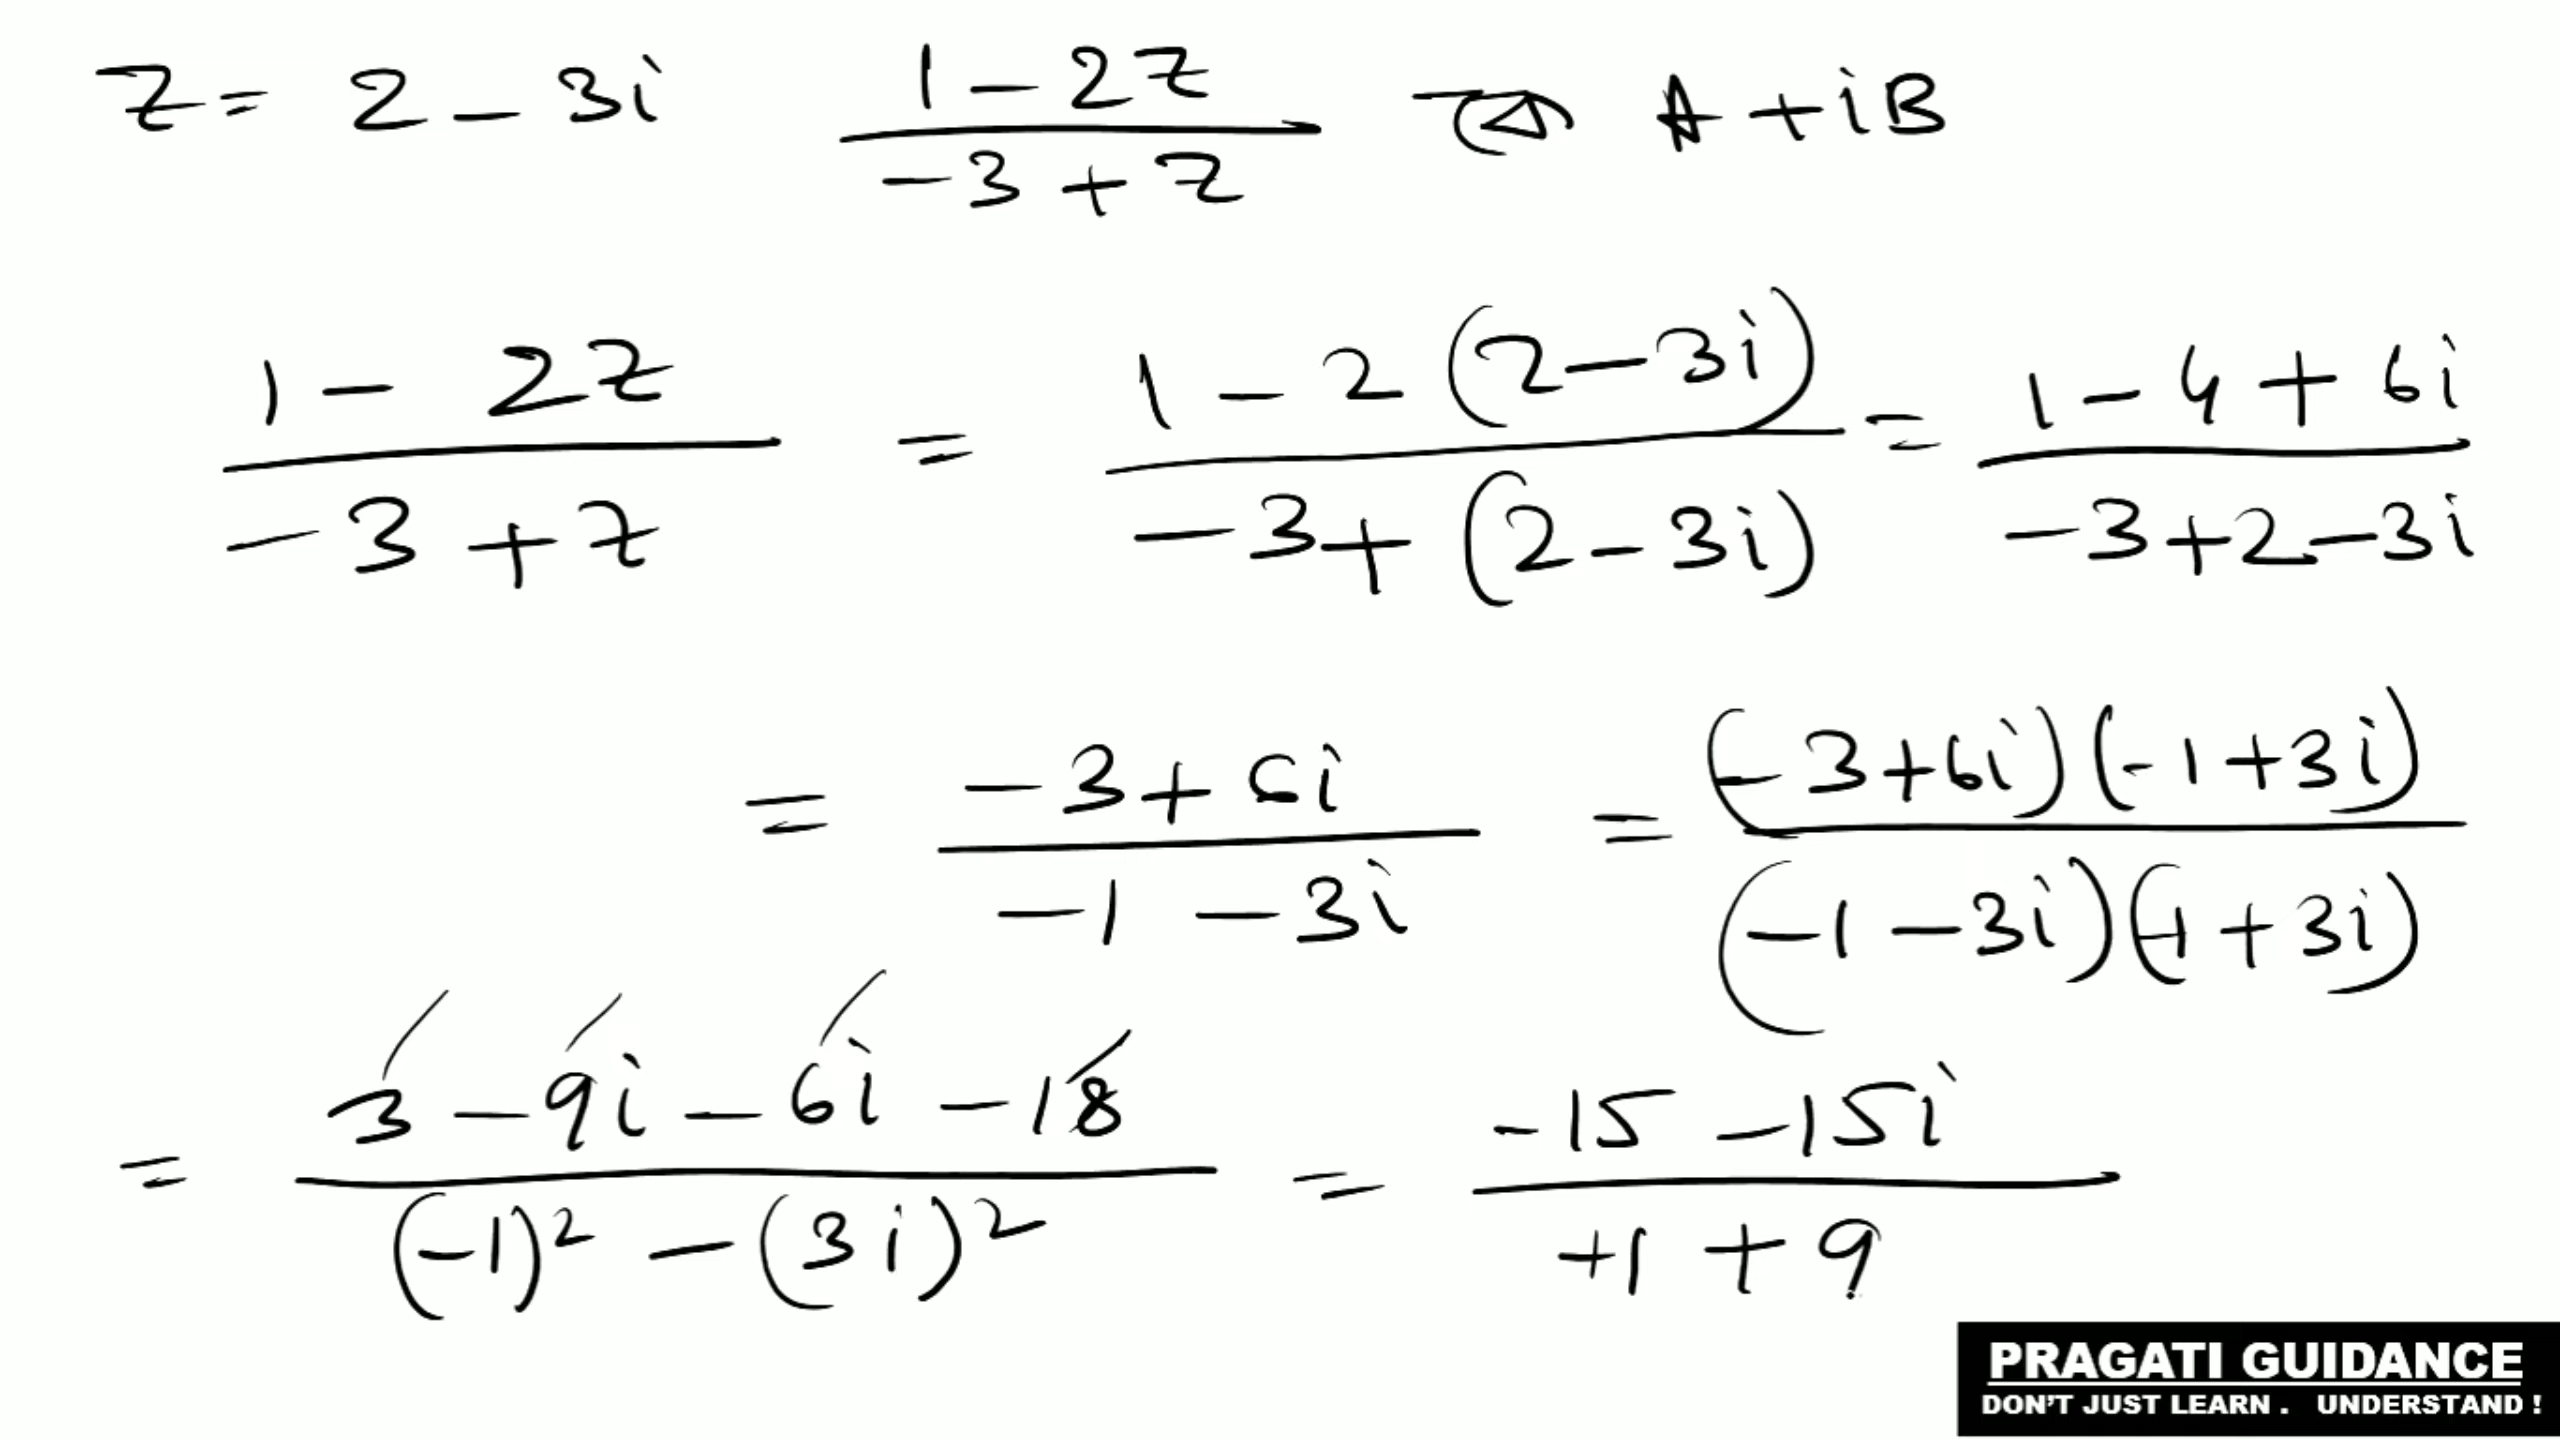 z = 2 - 3i   (1 - 2z)/(-3 + z)   A + iB
(1 - 2z)/(-3 + z) = (1 - 2(2 - 3i))/(-3 + (2 - 3i)) = (1 - 4 + 6i)/(-3 + 2 - 3i)
= (-3 + 6i)/(-1 - 3i) = ((-3 + 6i)(-1 + 3i))/((-1 - 3i)(-1 + 3i))
= (3 - 9i - 6i - 18)/((-1)² - (3i)²) = (-15 - 15i)/(+1 + 9)
PRAGATI GUIDANCE
DON'T JUST LEARN . UNDERSTAND !